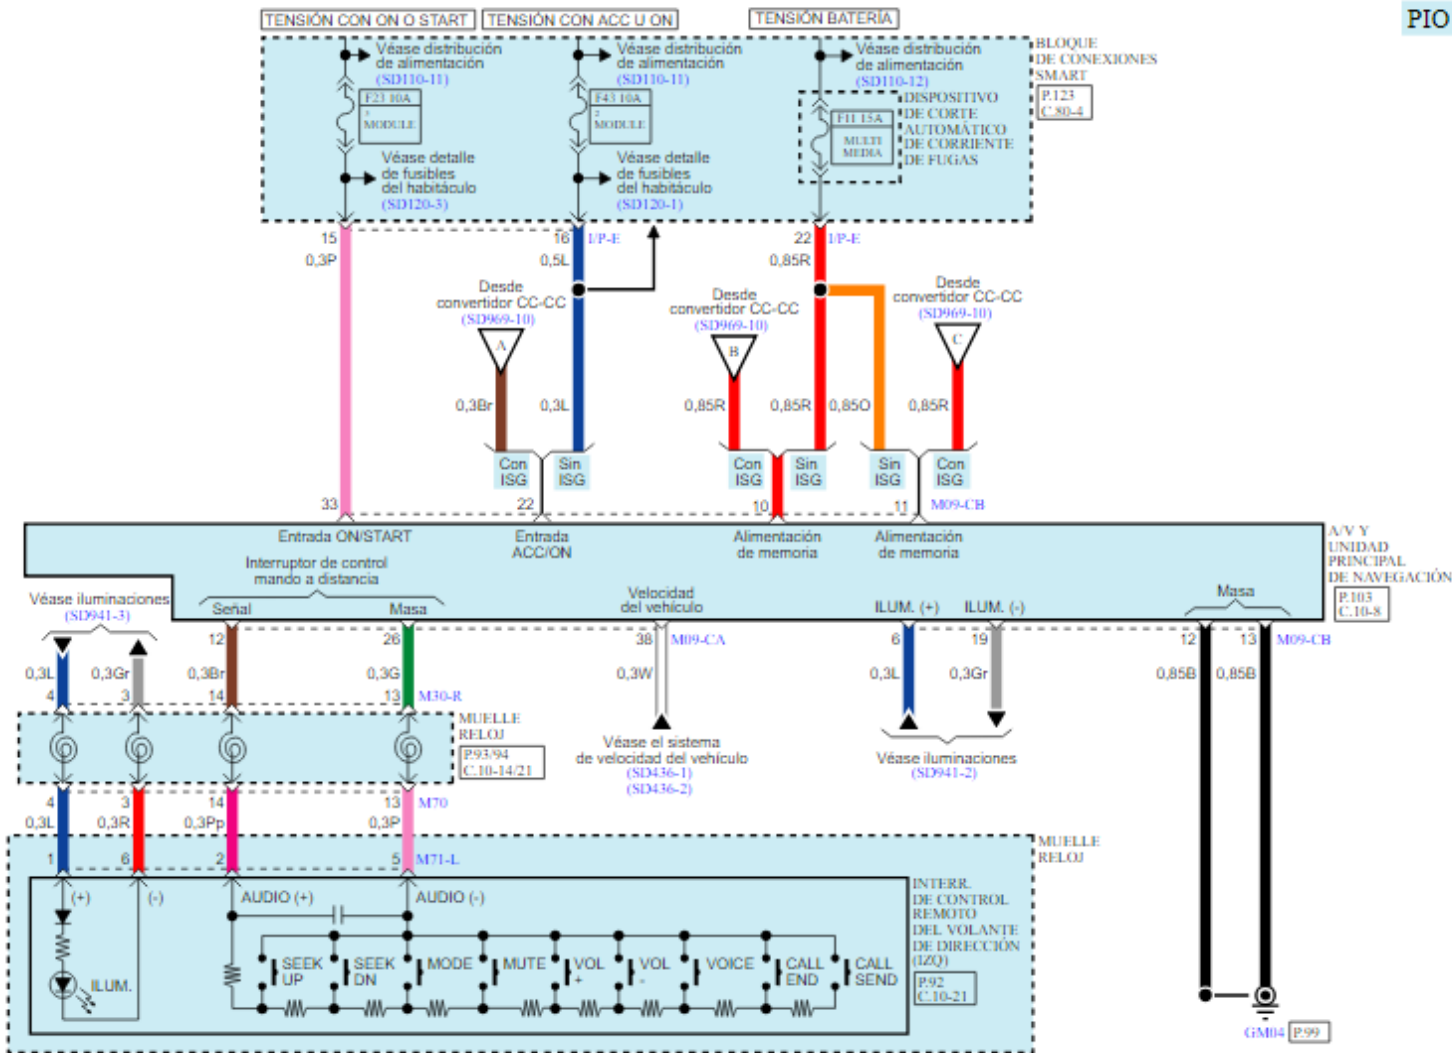 PIO
TENSIÓN CON ON O START
TENSIÓN CON ACC U ON
TENSIÓN BATERÍA
Véase distribución
de alimentación
(SD110-11)
Véase distribución
de alimentación
(SD110-11)
Véase distribución
de alimentación
(SD110-12)
BLOQUE
DE CONEXIONES
SMART
P.123
C.80-4
F23 10A
3
MODULE
F43 10A
2
MODULE
F11 15A
MULTI
MEDIA
DISPOSITIVO
DE CORTE
AUTOMÁTICO
DE CORRIENTE
DE FUGAS
Véase detalle
de fusibles
del habitáculo
(SD120-3)
Véase detalle
de fusibles
del habitáculo
(SD120-1)
15
16
I/P-E
22
I/P-E
0,3P
0,5L
0,85R
Desde
convertidor CC-CC
(SD969-10)
A
Desde
convertidor CC-CC
(SD969-10)
B
Desde
convertidor CC-CC
(SD969-10)
C
0,3Br
0,3L
0,85R
0,85R
0,85O
0,85R
Con
ISG
Sin
ISG
Con
ISG
Sin
ISG
Sin
ISG
Con
ISG
33
22
10
11
M09-CB
Entrada ON/START
Entrada
ACC/ON
Alimentación
de memoria
Alimentación
de memoria
A/V Y
UNIDAD
PRINCIPAL
DE NAVEGACIÓN
P.103
C.10-8
Interruptor de control
mando a distancia
Señal
Masa
Velocidad
del vehículo
ILUM. (+)
ILUM. (-)
Masa
Véase iluminaciones
(SD941-3)
12
26
38
M09-CA
6
19
12
13
M09-CB
0,3L
0,3Gr
0,3Br
0,3G
0,3W
0,3L
0,3Gr
0,85B
0,85B
4
3
14
13
M30-R
MUELLE
RELOJ
P.93/94
C.10-14/21
Véase el sistema
de velocidad del vehículo
(SD436-1)
(SD436-2)
Véase iluminaciones
(SD941-2)
4
3
14
13
M70
0,3L
0,3R
0,3Pp
0,3P
MUELLE
RELOJ
1
6
2
5
M71-L
(+)
(-)
AUDIO (+)
AUDIO (-)
INTERR.
DE CONTROL
REMOTO
DEL VOLANTE
DE DIRECCIÓN
(IZQ)
P.92
C.10-21
ILUM.
SEEK
UP
SEEK
DN
MODE
MUTE
VOL
+
VOL
-
VOICE
CALL
END
CALL
SEND
GM04
P.99